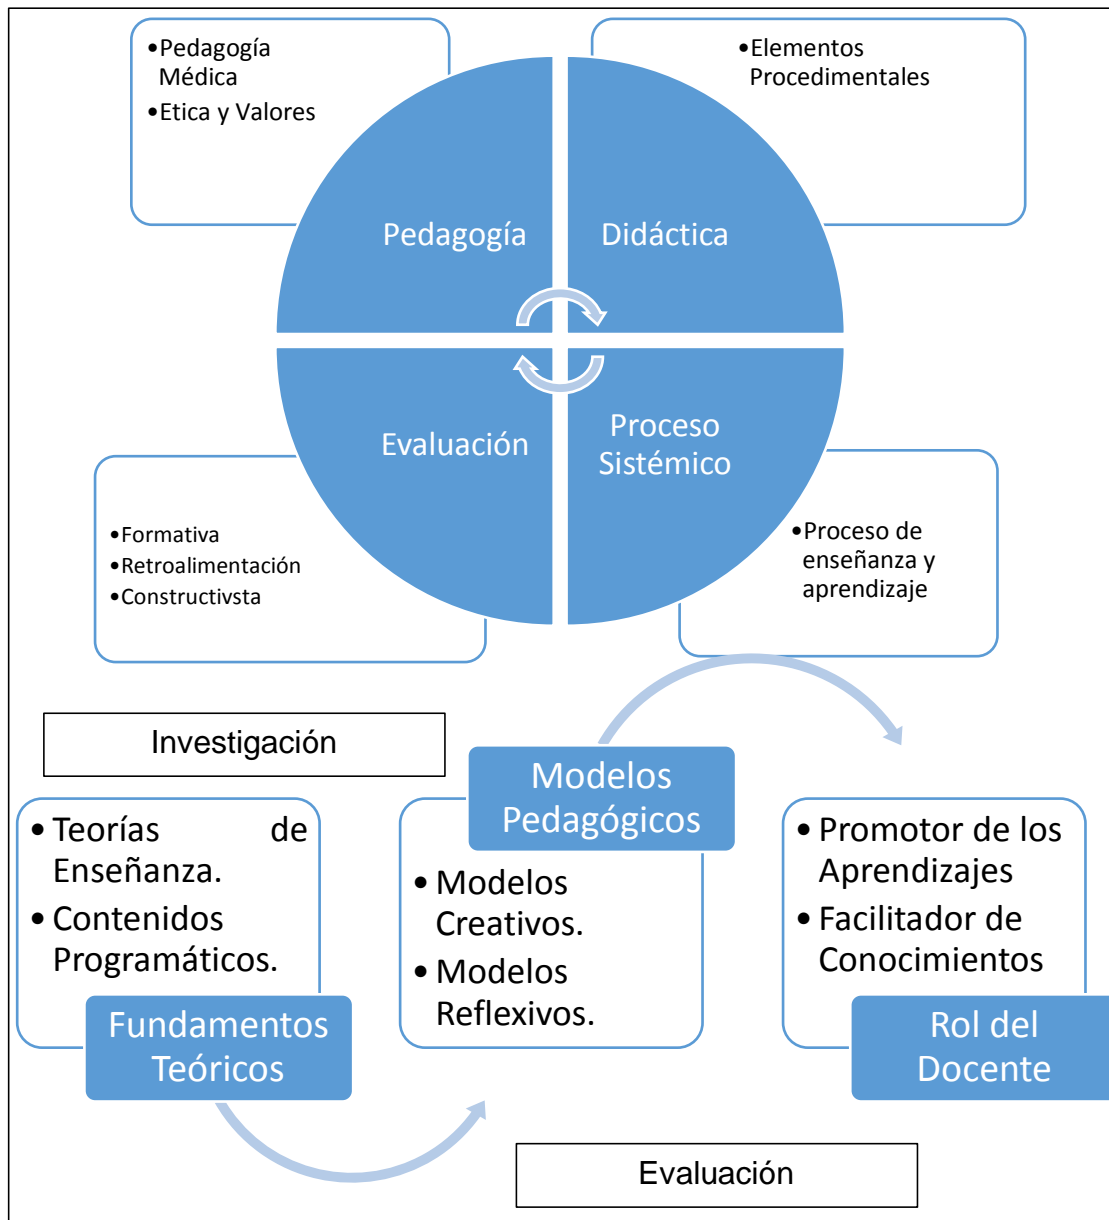 •Pedagogía
Médica
•Etica y Valores
•Elementos
Procedimentales
Pedagogía
Didáctica
Evaluación
Proceso
Sistémico
•Formativa
•Retroalimentación
•Constructivsta
•Proceso de
enseñanza y
aprendizaje
Investigación
• Teorías de
Enseñanza.
• Contenidos
Programáticos.
Fundamentos
Teóricos
Modelos
Pedagógicos
• Modelos
Creativos.
• Modelos
Reflexivos.
• Promotor de los
Aprendizajes
• Facilitador de
Conocimientos
Rol del
Docente
Evaluación